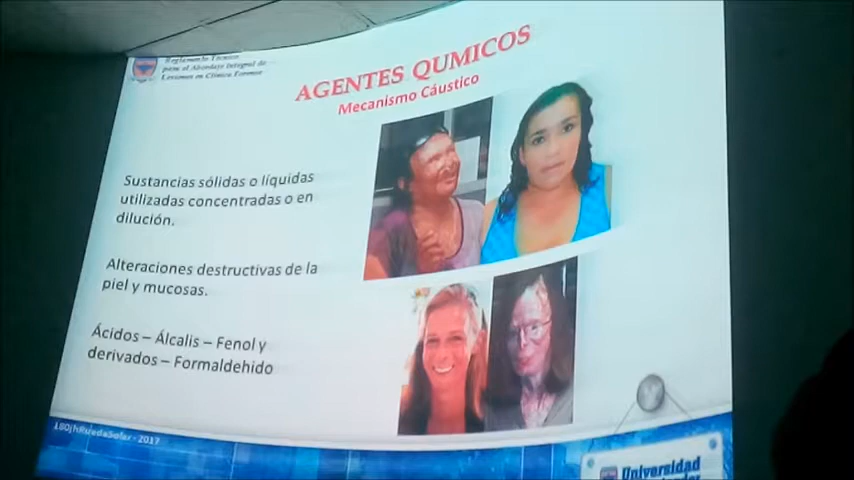 Reglamento Técnico
para el Abordaje Integral de
Lesiones en Clínica Forense
AGENTES QUMICOS
Mecanismo Cáustico
Sustancias sólidas o líquidas
utilizadas concentradas o en
dilución.
Alteraciones destructivas de la
piel y mucosas.
Ácidos – Álcalis – Fenol y
derivados – Formaldehido
2017
Universidad